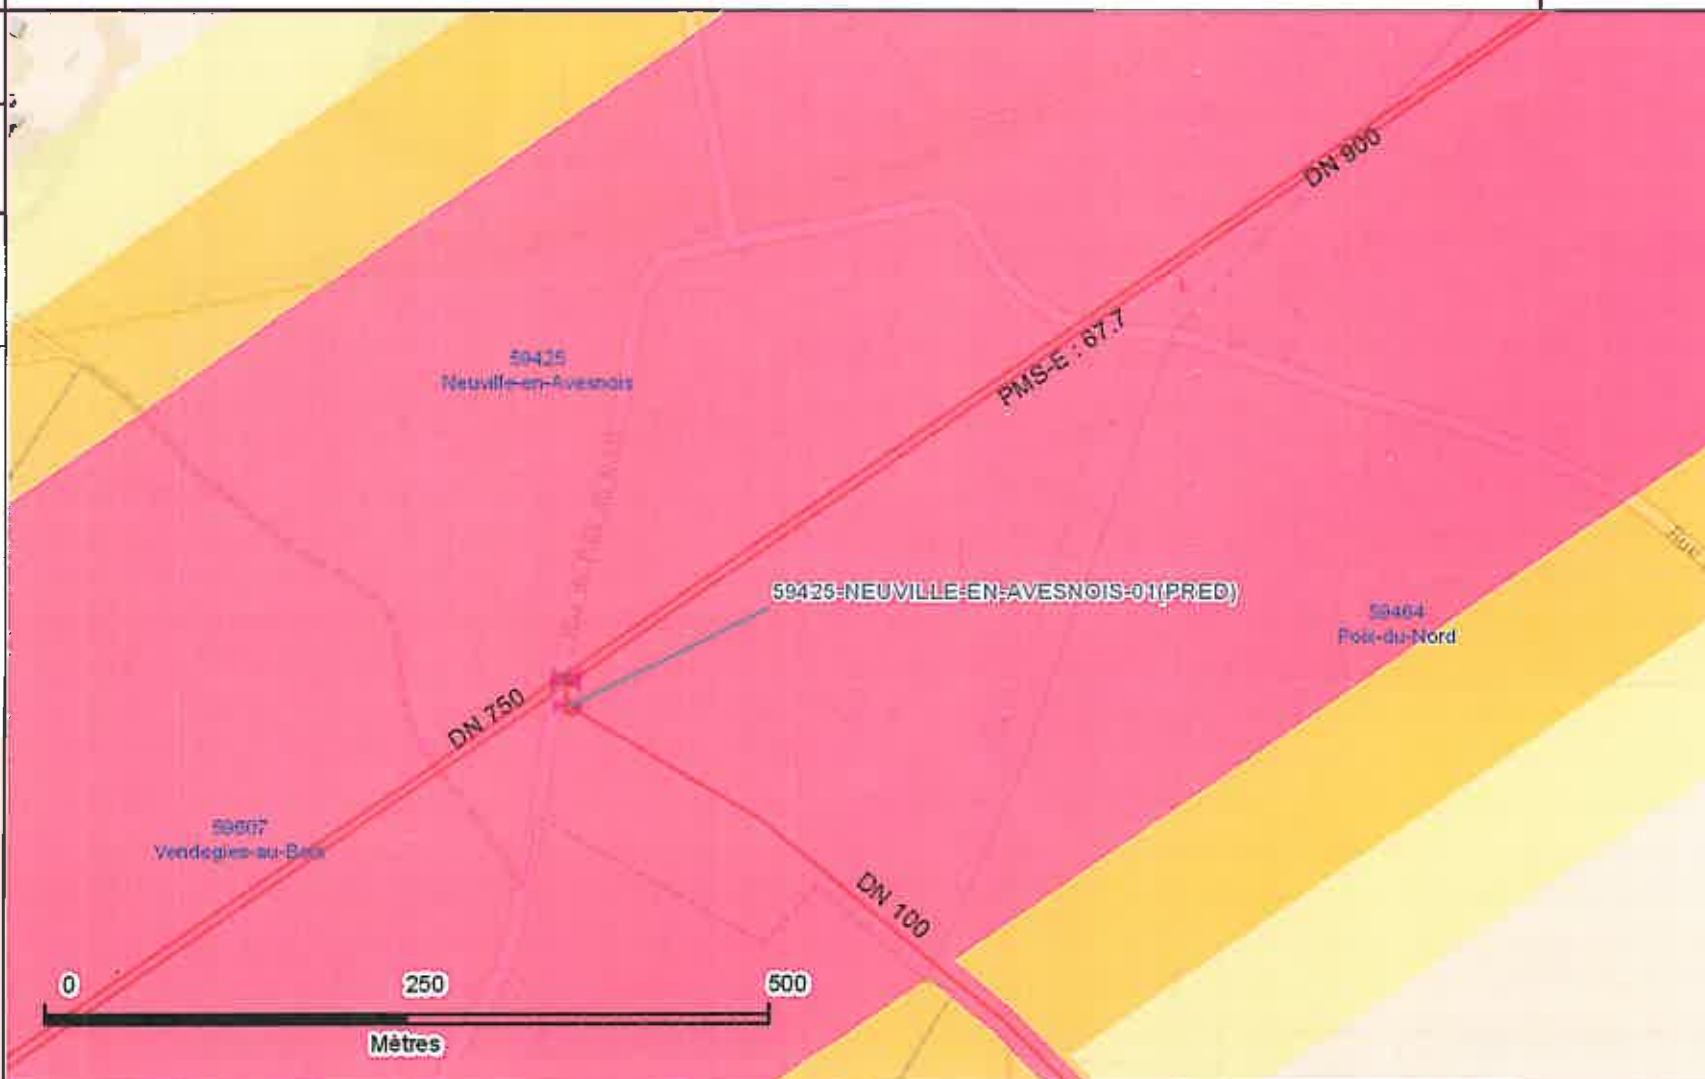 DN 900
PMS-E : 67.7
59425
Neuville-en-Avesnois
59425-NEUVILLE-EN-AVESNOIS-01(PRED)
59464
Poix-du-Nord
DN 750
59607
Vendegies-au-Bois
DN 100
0 250 500
Mètres